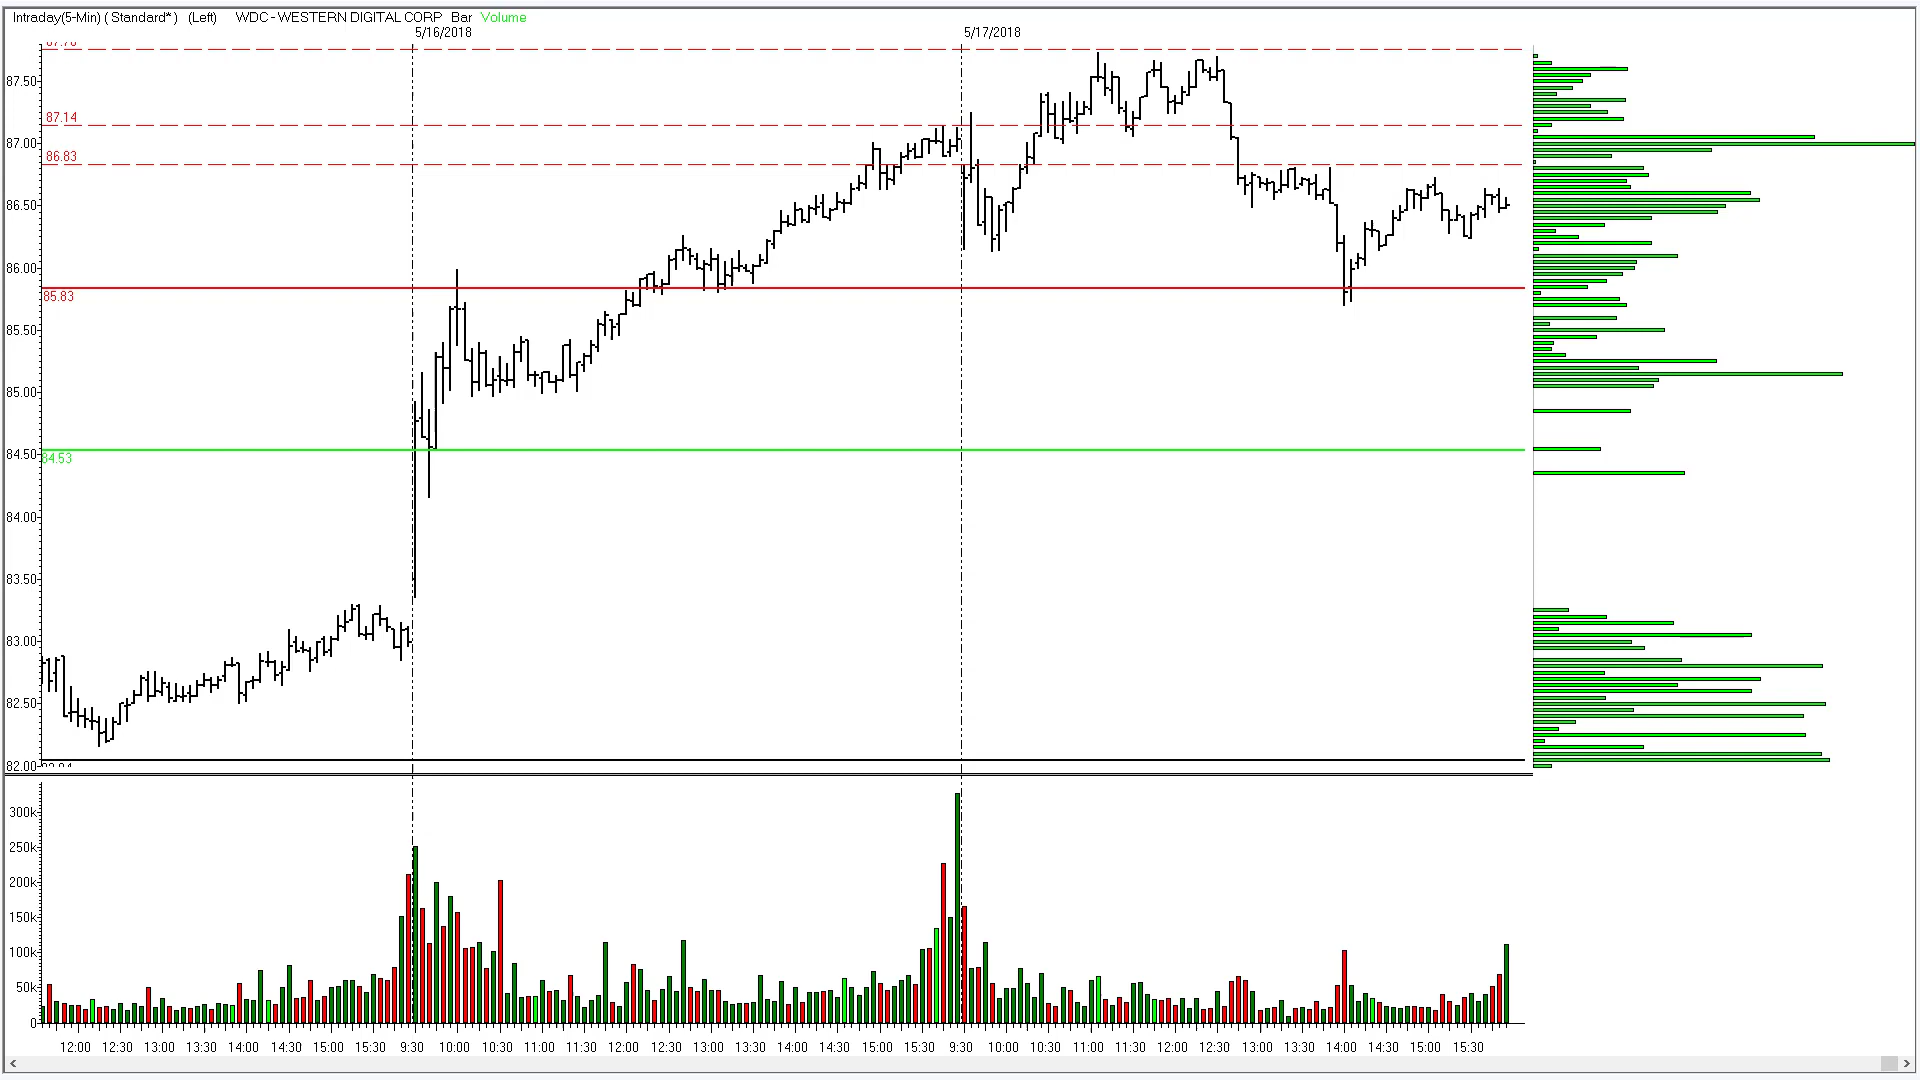 Intraday(5-Min) ( Standard* ) (Left) WDC - WESTERN DIGITAL CORP Bar Volume
5/16/2018 5/17/2018
87.76
87.50
87.14
87.00
86.83
86.50
86.00
85.83
85.50
85.00
84.50
84.53
84.00
83.50
83.00
82.50
82.00
300k
250k
200k
150k
100k
50k
0
12:00 12:30 13:00 13:30 14:00 14:30 15:00 15:30 9:30 10:00 10:30 11:00 11:30 12:00 12:30 13:00 13:30 14:00 14:30 15:00 15:30 9:30 10:00 10:30 11:00 11:30 12:00 12:30 13:00 13:30 14:00 14:30 15:00 15:30